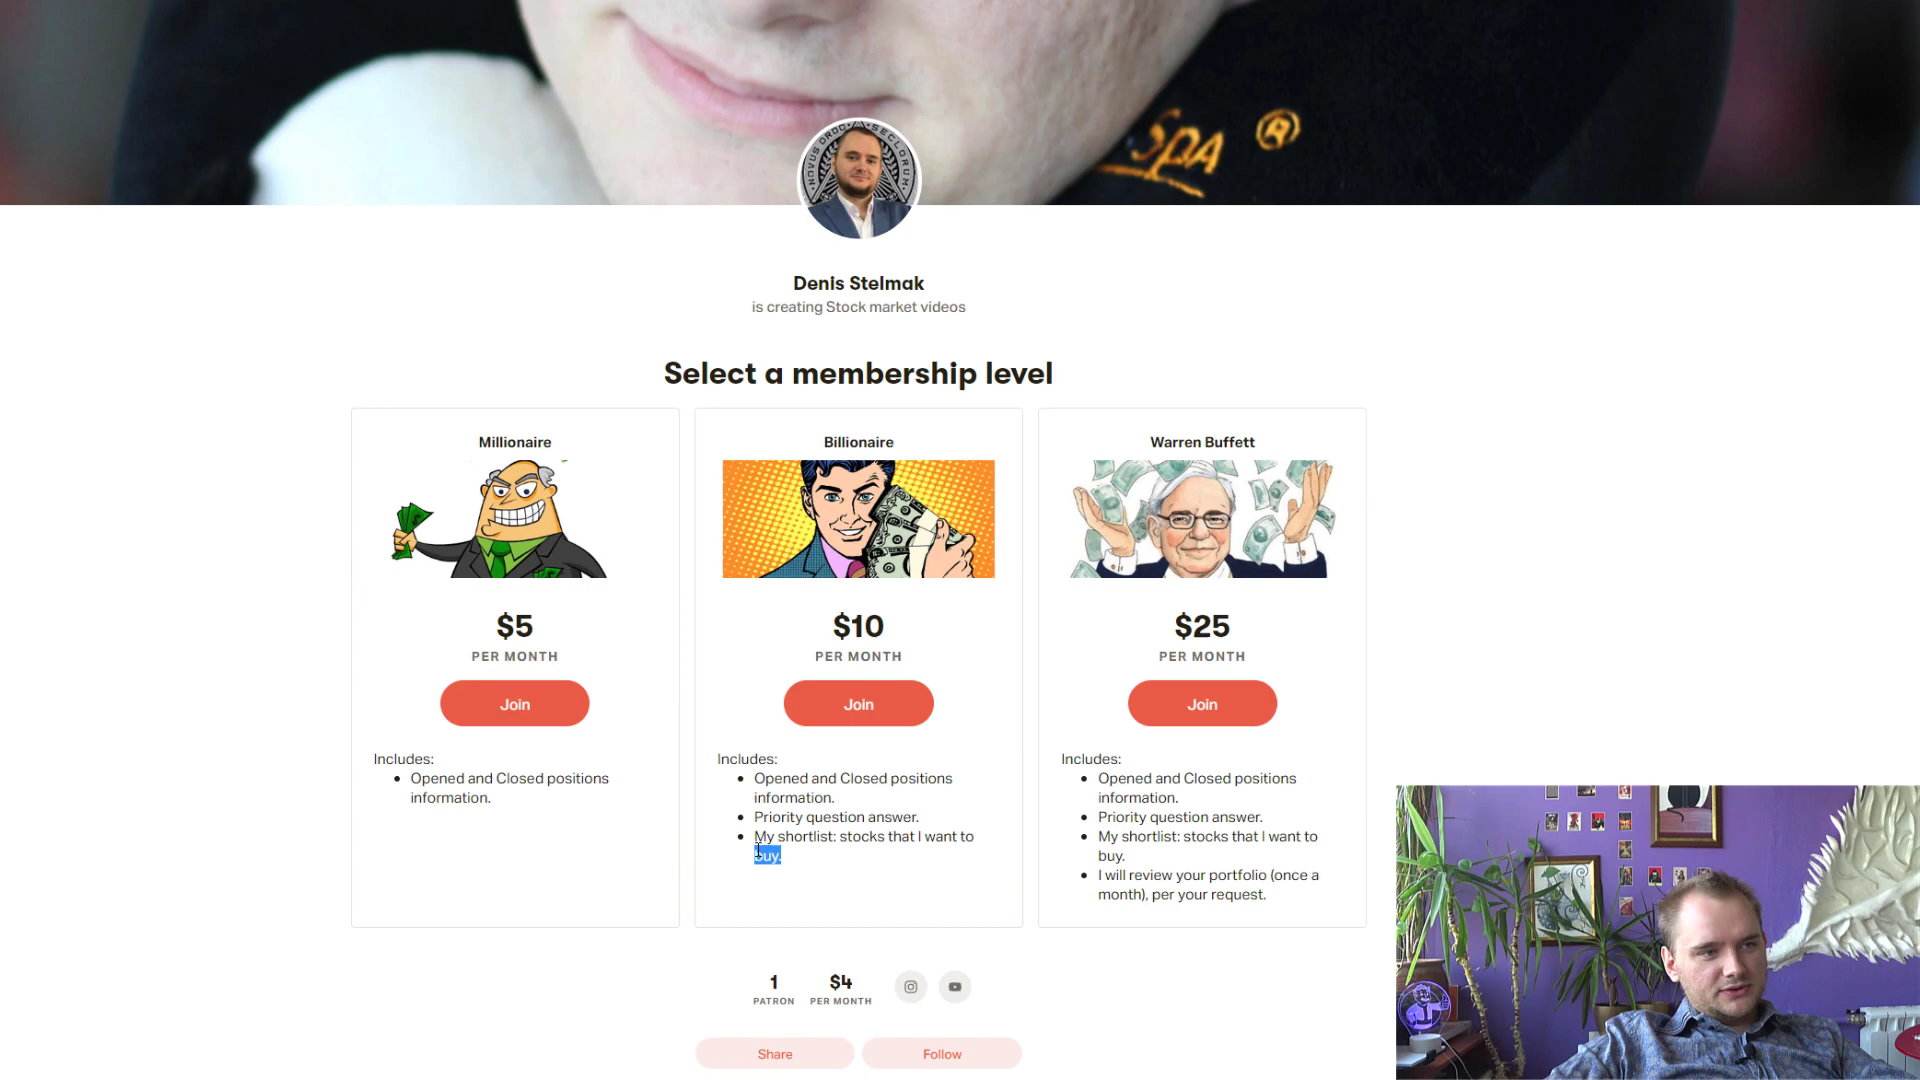 Spa ®
NOVUS ORDO SECLORUM
Denis Stelmak
is creating Stock market videos
Select a membership level
Millionaire
$5
PER MONTH
Join
Includes:
• Opened and Closed positions
information.
Billionaire
$10
PER MONTH
Join
Includes:
• Opened and Closed positions
information.
• Priority question answer.
• My shortlist: stocks that I want to
buy.
Warren Buffett
$25
PER MONTH
Join
Includes:
• Opened and Closed positions
information.
• Priority question answer.
• My shortlist: stocks that I want to
buy.
• I will review your portfolio (once a
month), per your request.
1
PATRON
$4
PER MONTH
Share
Follow